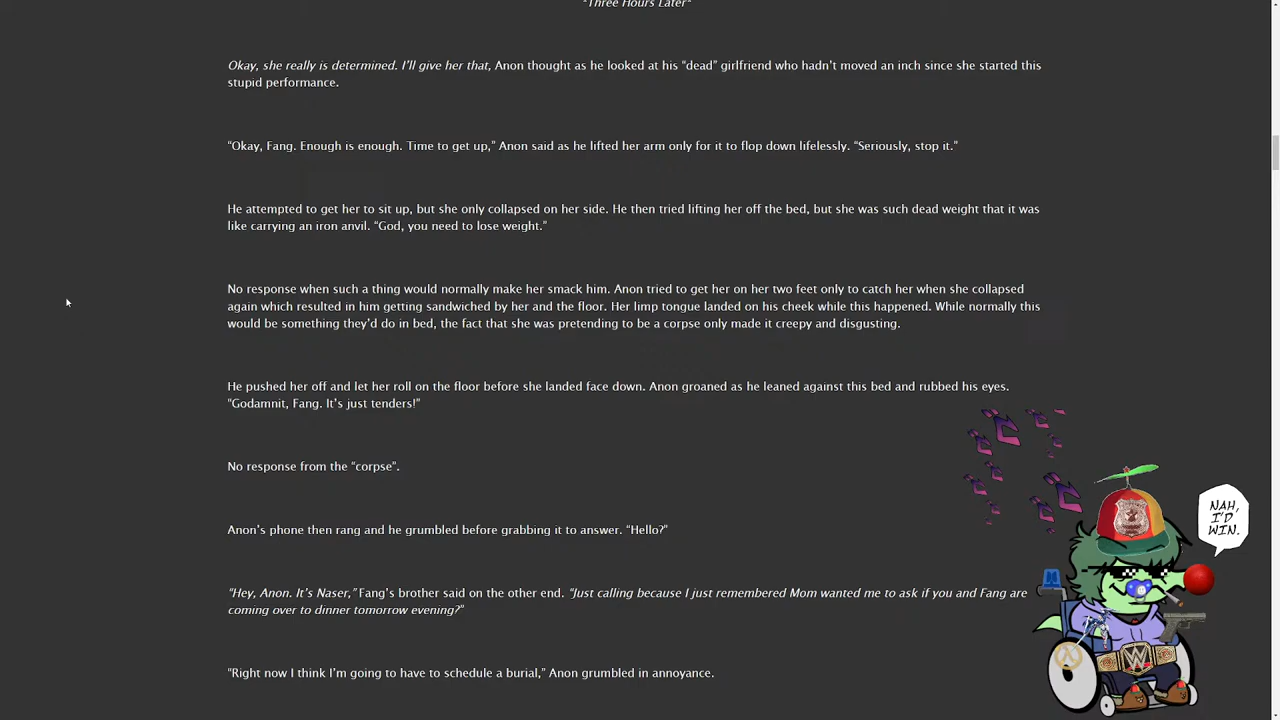 "Three Hours Later"
Okay, she really is determined. I’ll give her that, Anon thought as he looked at his “dead” girlfriend who hadn’t moved an inch since she started this
stupid performance.
“Okay, Fang. Enough is enough. Time to get up,” Anon said as he lifted her arm only for it to flop down lifelessly. “Seriously, stop it.”
He attempted to get her to sit up, but she only collapsed on her side. He then tried lifting her off the bed, but she was such dead weight that it was
like carrying an iron anvil. “God, you need to lose weight.”
No response when such a thing would normally make her smack him. Anon tried to get her on her two feet only to catch her when she collapsed
again which resulted in him getting sandwiched by her and the floor. Her limp tongue landed on his cheek while this happened. While normally this
would be something they’d do in bed, the fact that she was pretending to be a corpse only made it creepy and disgusting.
He pushed her off and let her roll on the floor before she landed face down. Anon groaned as he leaned against this bed and rubbed his eyes.
“Godamnit, Fang. It’s just tenders!”
No response from the “corpse”.
Anon’s phone then rang and he grumbled before grabbing it to answer. “Hello?”
“Hey, Anon. It’s Naser,” Fang’s brother said on the other end. “Just calling because I just remembered Mom wanted me to ask if you and Fang are
coming over to dinner tomorrow evening?”
“Right now I think I’m going to have to schedule a burial,” Anon grumbled in annoyance.
NAH,
I'D
WIN.